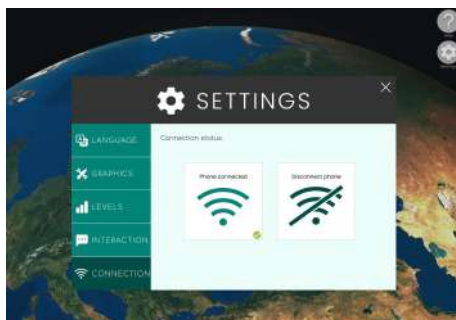 SETTINGS
LANGUAGE
GRAPHICS
LEVELS
INTERACTION
CONNECTION
Connection status:
Phone connected
Disconnect phone